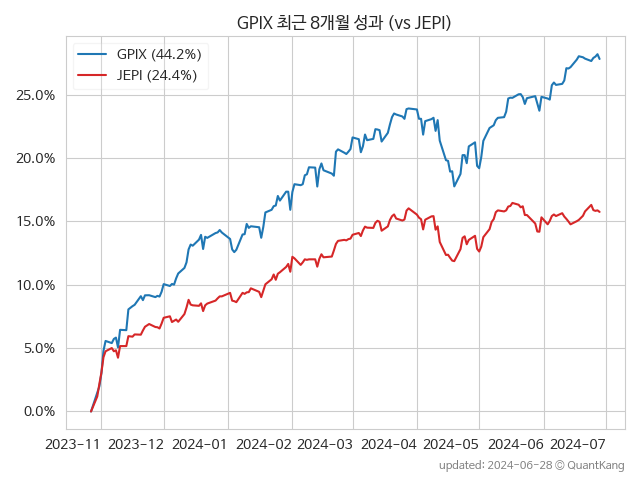 GPIX 최근 8개월 성과 (vs JEPI)
GPIX (44.2%)
JEPI (24.4%)
25.0%
20.0%
15.0%
10.0%
5.0%
0.0%
2023-11 2023-12 2024-01 2024-02 2024-03 2024-04 2024-05 2024-06 2024-07
updated: 2024-06-28 © QuantKang